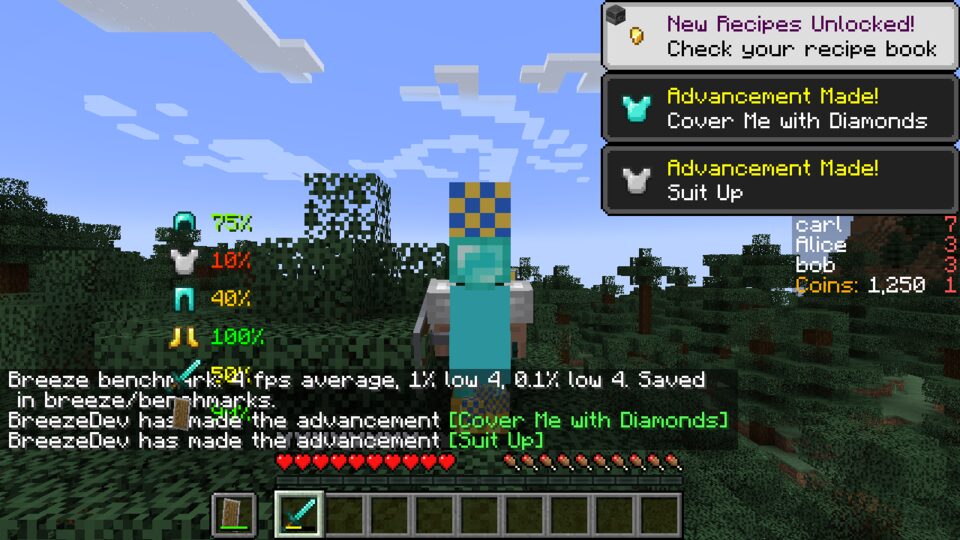 New Recipes Unlocked!
Check your recipe book
Advancement Made!
Cover Me with Diamonds
Advancement Made!
Suit Up
carl 7
Alice 3
bob 3
Coins: 1,250 1
75%
10%
40%
100%
50%
Breeze benchmark: 4 fps average, 1% low 4, 0.1% low 4. Saved
in breeze/benchmarks.
BreezeDev has made the advancement [Cover Me with Diamonds]
BreezeDev has made the advancement [Suit Up]